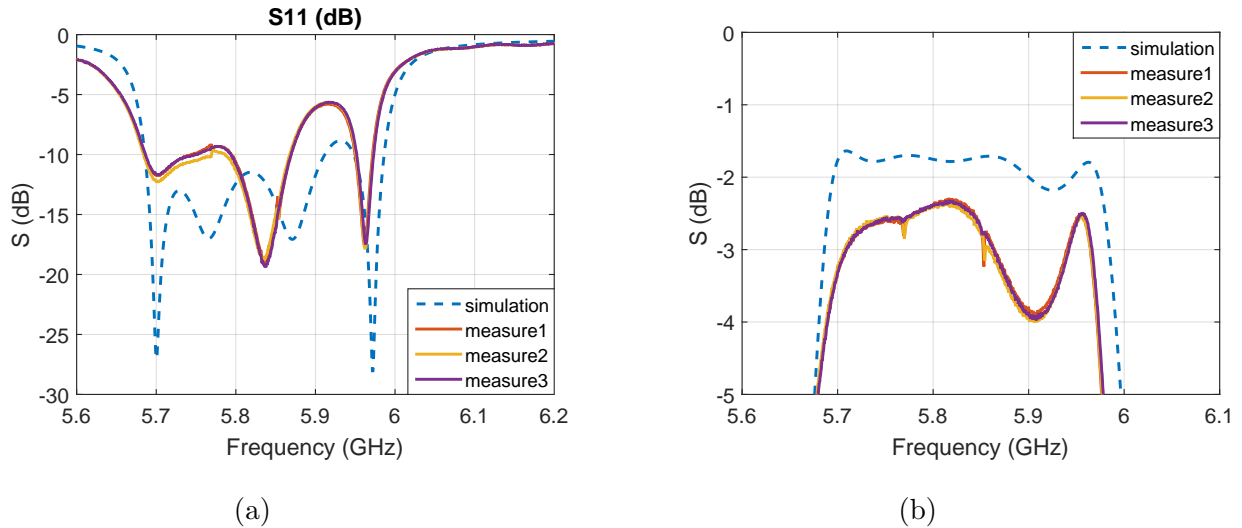 S11 (dB)
0
-5
-10
-15
-20
-25
-30
S (dB)
5.6 5.7 5.8 5.9 6 6.1 6.2
Frequency (GHz)
simulation
measure1
measure2
measure3
(a)
0
-1
-2
-3
-4
-5
S (dB)
5.6 5.7 5.8 5.9 6 6.1
Frequency (GHz)
simulation
measure1
measure2
measure3
(b)